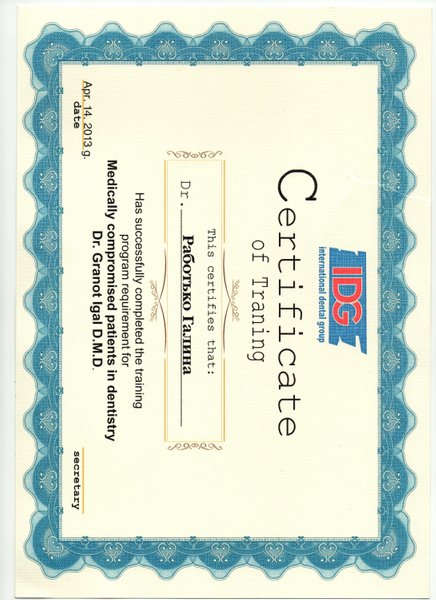 IDG
international dental group
Certificate
of Traning
This certifies that:
Dr. Работько Галина
Has successfully completed the training
program requirement for
Medically compromised patients in dentistry
Dr. Granot Igal D.M.D.
Apr. 14. 2013 g.
date
secretary